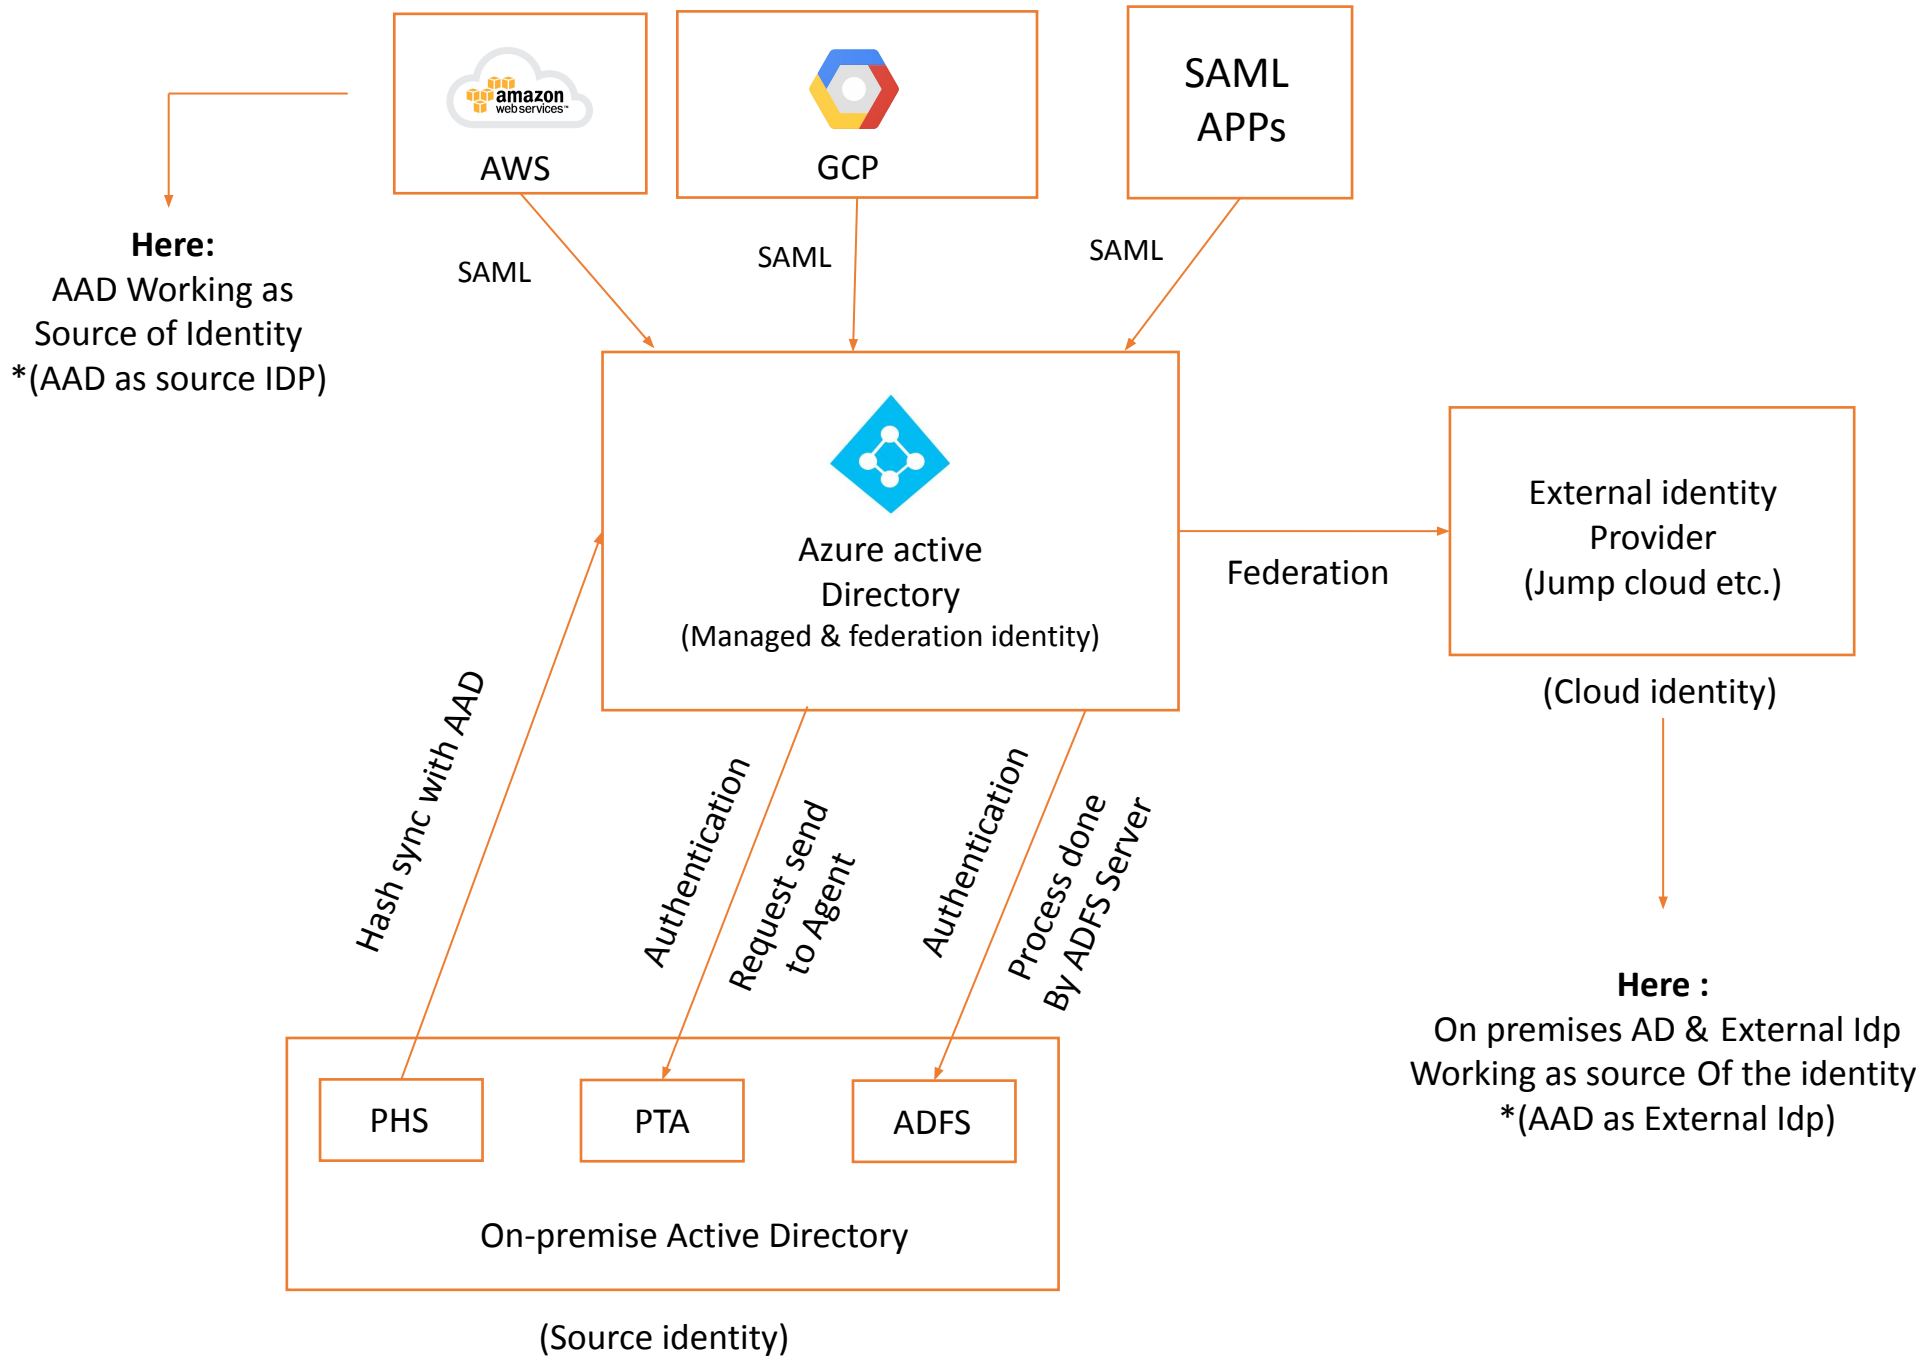 amazon
webservices™
AWS
GCP
SAML
APPs
Here:
AAD Working as
Source of Identity
*(AAD as source IDP)
SAML
SAML
SAML
Azure active
Directory
(Managed & federation identity)
Federation
External identity
Provider
(Jump cloud etc.)
(Cloud identity)
Hash sync with AAD
Authentication
Request send
to Agent
Authentication
Process done
By ADFS Server
Here :
On premises AD & External Idp
Working as source Of the identity
*(AAD as External Idp)
PHS
PTA
ADFS
On-premise Active Directory
(Source identity)